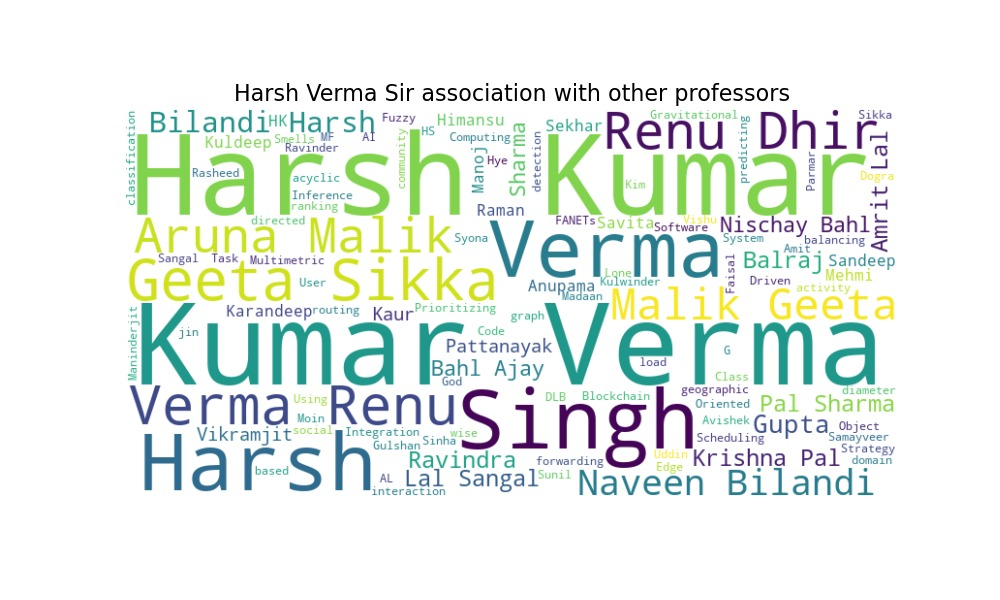 Harsh Verma Sir association with other professors
classification
Bilandi
HK
Harsh
Fuzzy
Himansu
Gravitational
Sikka
Kuldeep
Smells
MF
AI
HS
Computing
Sekhar
Renu Dhir
Ravinder
community
Manoj
Hye
Sharma
detection
predicting
Parmar
Amrit Lal
Harsh Kumar
Rasheed
acyclic
Inference
ranking
Kim
Dogra
directed
Raman
FANETs
Savita
Vishu
Software
Nischay Bahl
Aruna Malik
Syona
Verma
System
balancing
Amit
Sangal
Task
Multimetric
Faisal
Balraj
Sandeep
Geeta Sikka
User
Lone
Kulwinder
Anupama
Madaan
Driven
Mehmi
activity
Maninderjit
Karandeep
routing
Kaur
Prioritizing
graph
Malik Geeta
Kumar Verma
jin
Code
Pattanayak
G
load
Bahl Ajay
God
Class
geographic
diameter
Verma Renu
Using
Moin
social
Singh
DLB
Blockchain
Oriented
Pal Sharma
Avishek
Gupta
Object
Vikramjit
Integration
Gulshan
Sinha
wise
Scheduling
Samayveer
Strategy
Harsh
based
Ravindra
forwarding
Uddin
Edge
Krishna Pal
domain
AL
Lal Sangal
Sunil
interaction
Naveen Bilandi